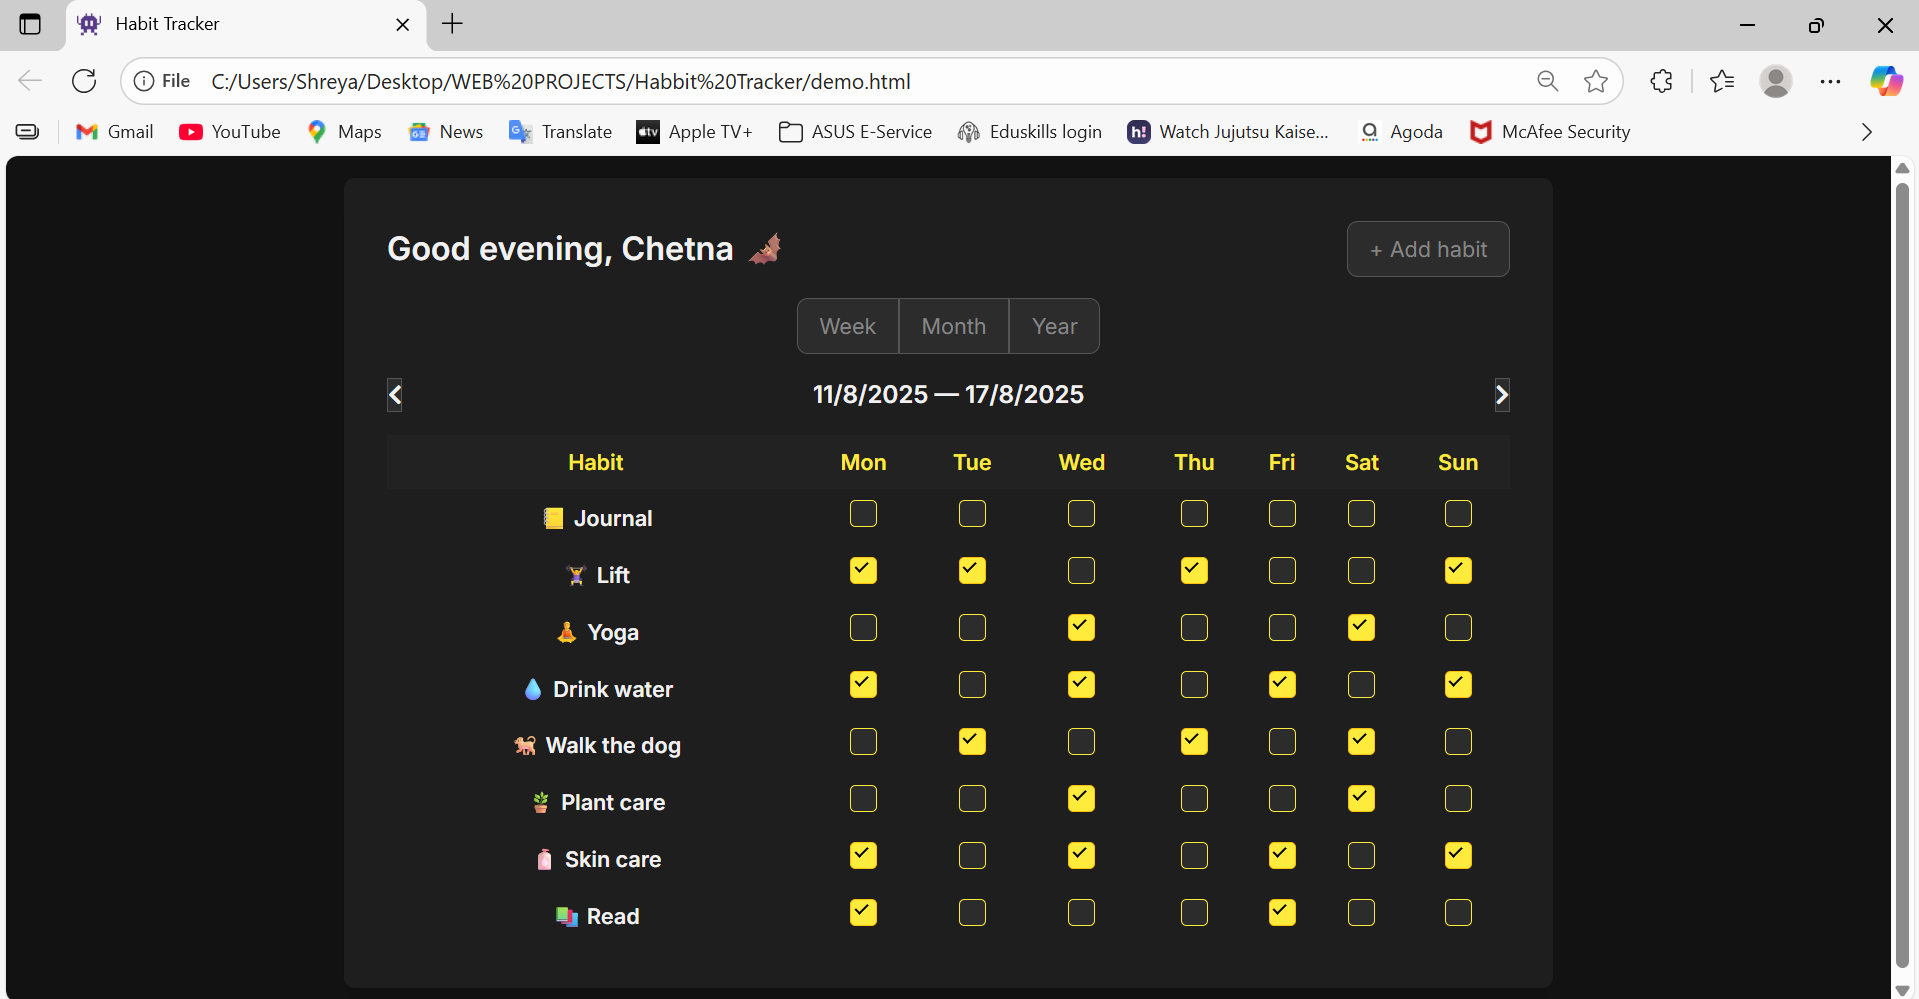 Habit Tracker
File C:/Users/Shreya/Desktop/WEB%20PROJECTS/Habbit%20Tracker/demo.html
Gmail YouTube Maps News Translate Apple TV+ ASUS E-Service Eduskills login Watch Jujutsu Kaise... Agoda McAfee Security
Good evening, Chetna
+ Add habit
Week Month Year
11/8/2025 — 17/8/2025
Habit Mon Tue Wed Thu Fri Sat Sun
Journal
Lift
Yoga
Drink water
Walk the dog
Plant care
Skin care
Read